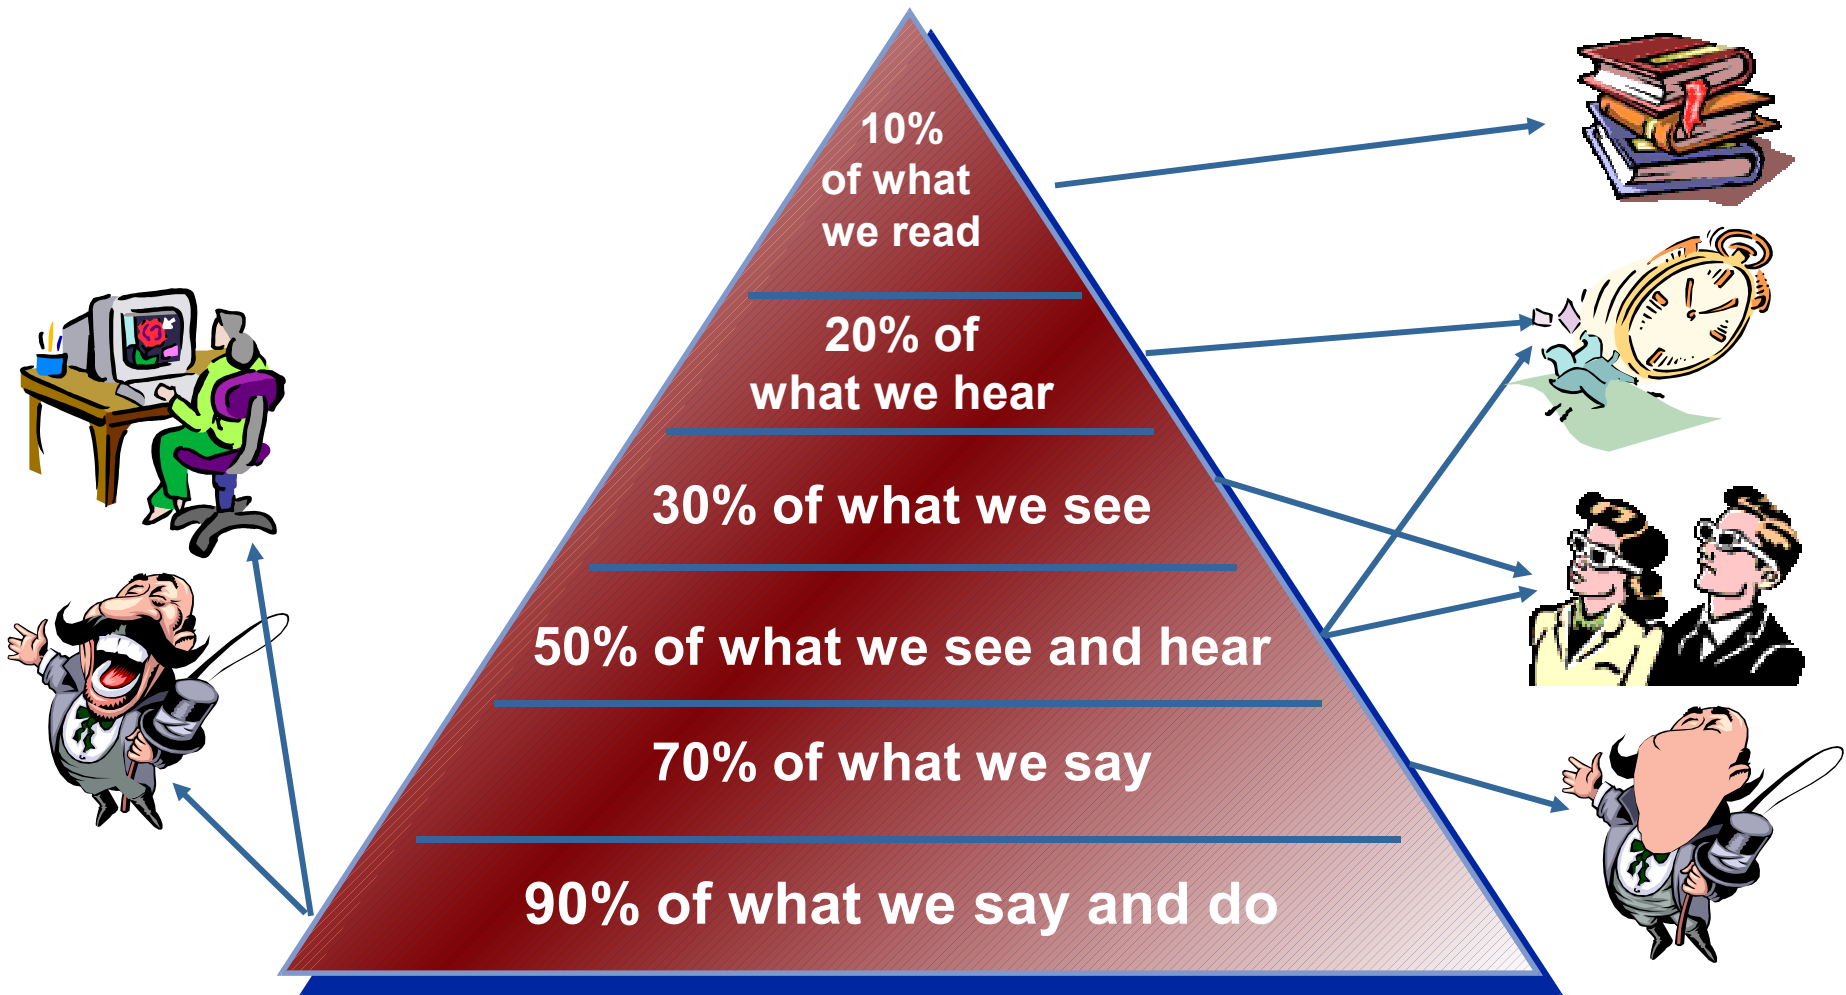 10%
of what
we read
20% of
what we hear
30% of what we see
50% of what we see and hear
70% of what we say
90% of what we say and do